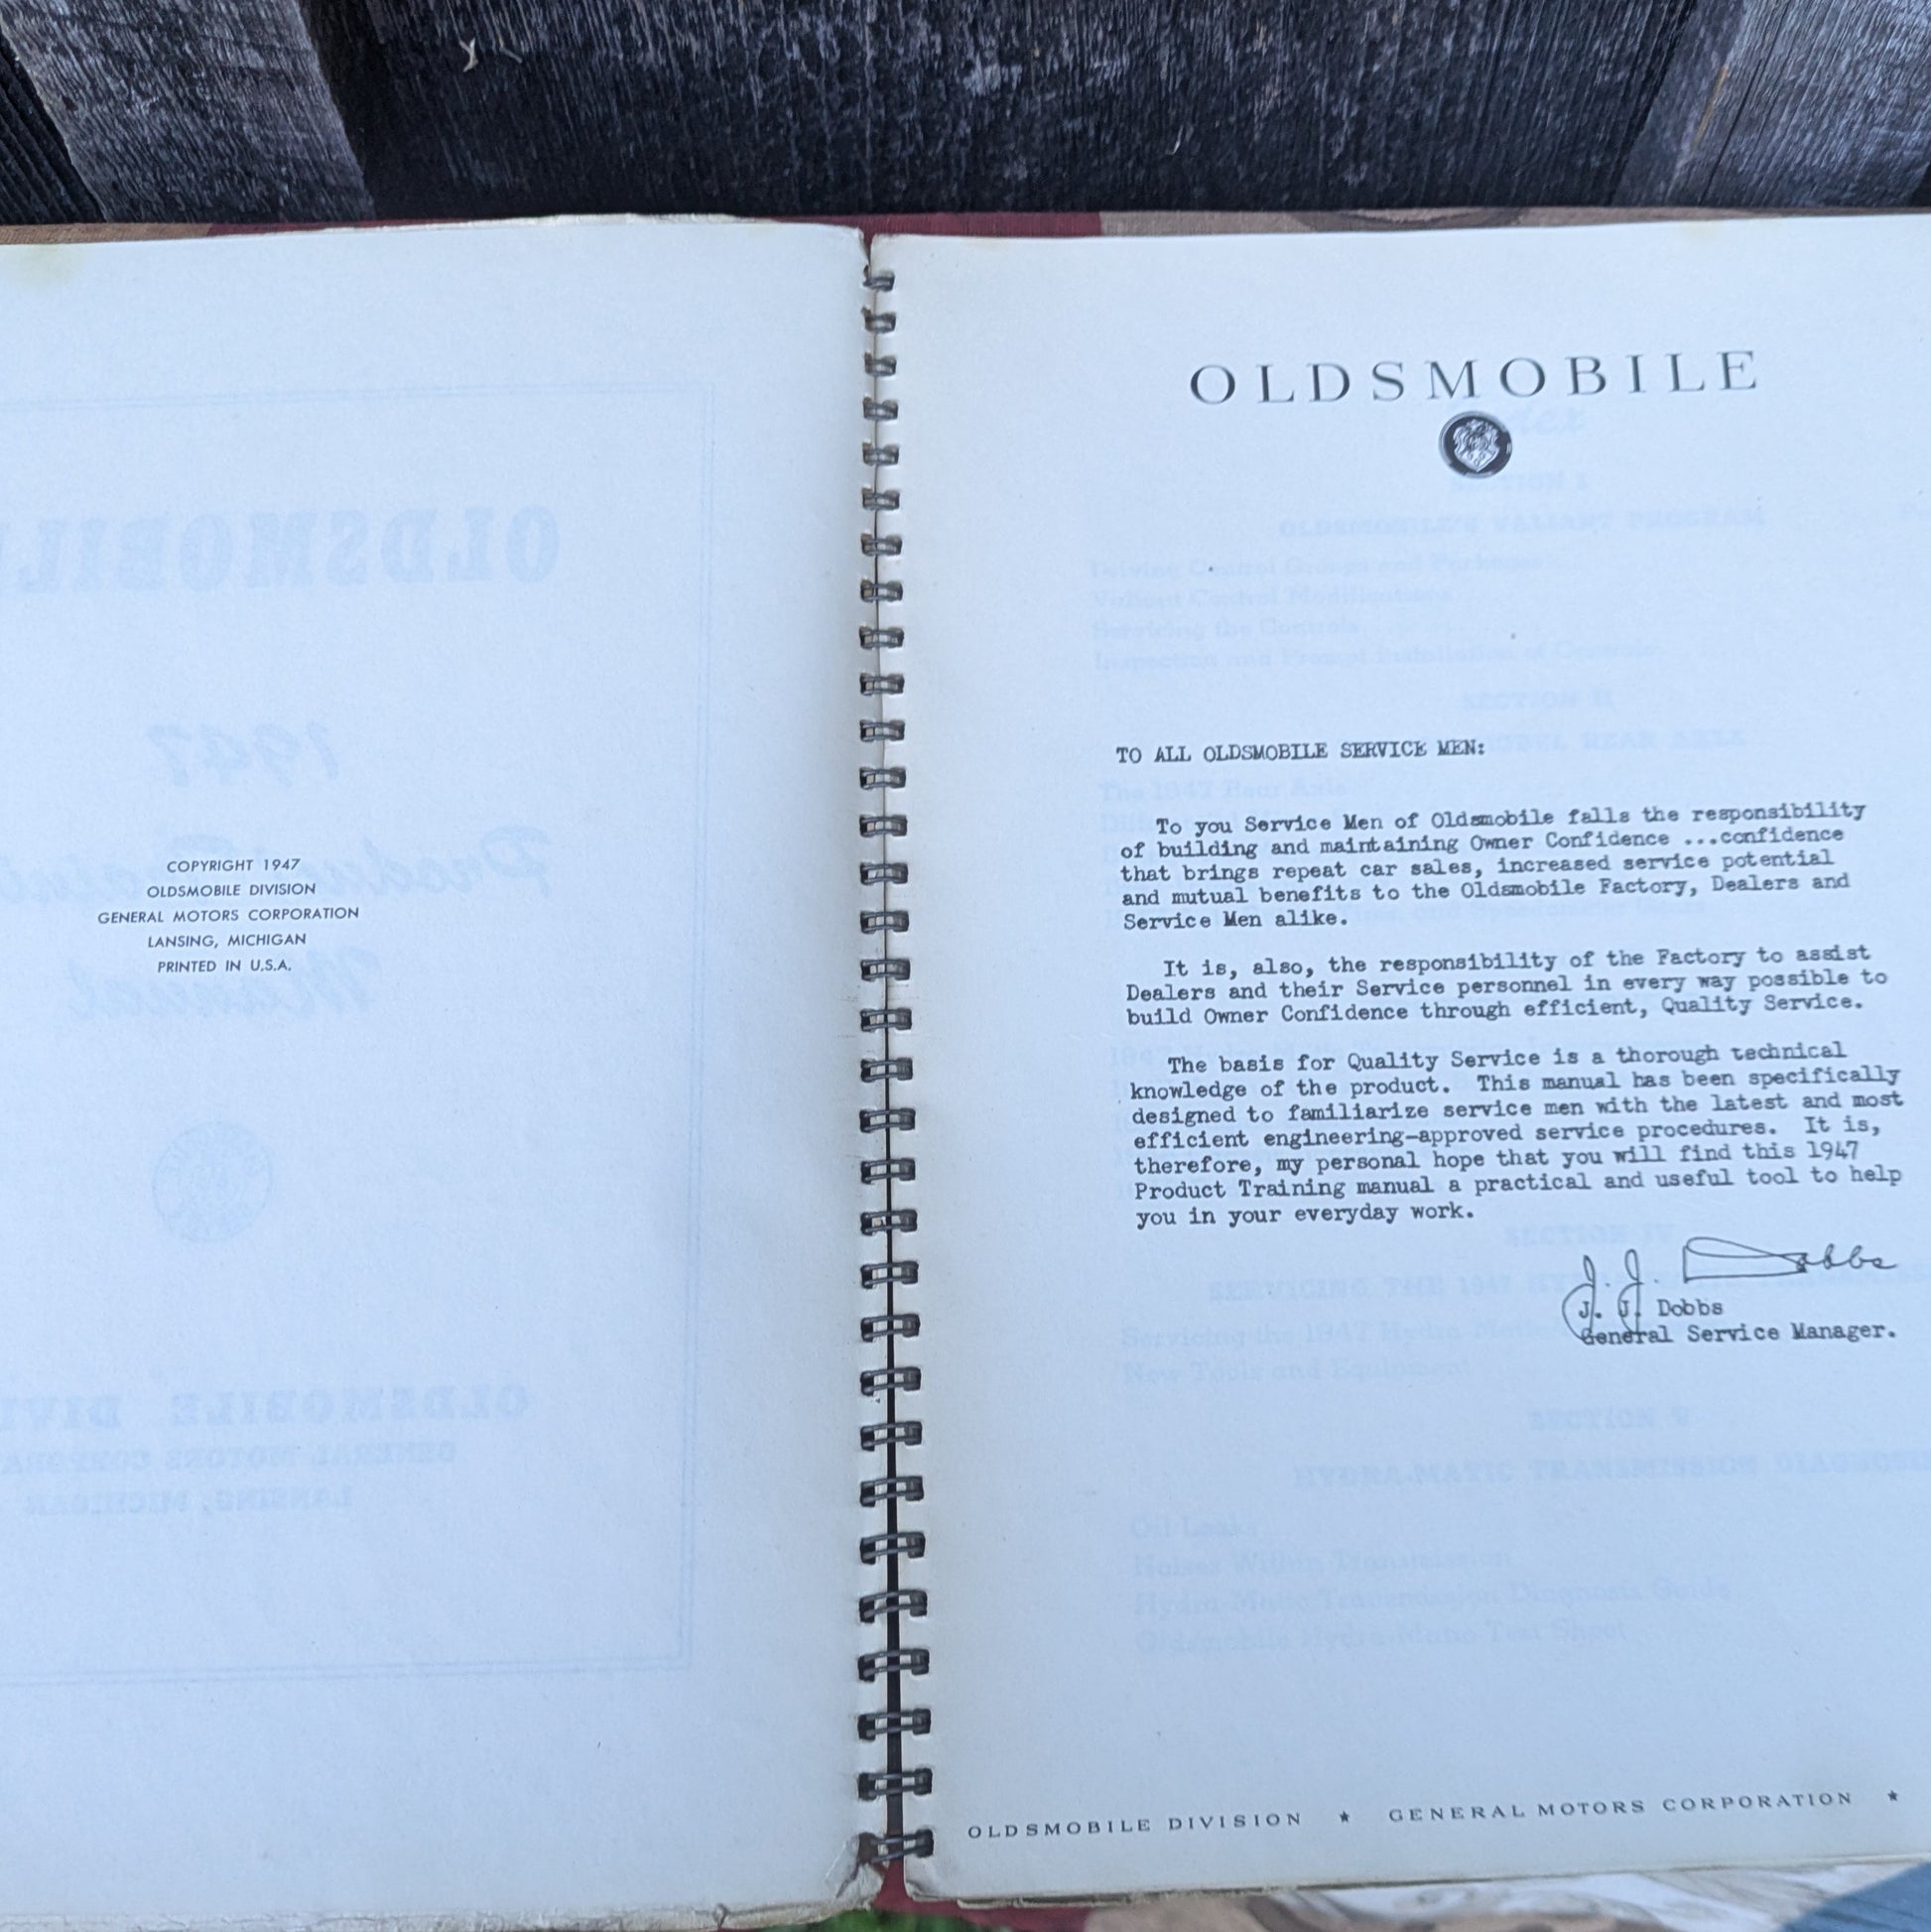 COPYRIGHT 1947
OLDSMOBILE DIVISION
GENERAL MOTORS CORPORATION
LANSING, MICHIGAN
PRINTED IN U.S.A.
OLDSMOBILE
TO ALL OLDSMOBILE SERVICE MEN:
To you Service Men of Oldsmobile falls the responsibility
of building and maintaining Owner Confidence ...confidence
that brings repeat car sales, increased service potential
and mutual benefits to the Oldsmobile Factory, Dealers and
Service Men alike.
It is, also, the responsibility of the Factory to assist
Dealers and their Service personnel in every way possible to
build Owner Confidence through efficient, Quality Service.
The basis for Quality Service is a thorough technical
knowledge of the product. This manual has been specifically
designed to familiarize service men with the latest and most
efficient engineering-approved service procedures. It is,
therefore, my personal hope that you will find this 1947
Product Training manual a practical and useful tool to help
you in your everyday work.
J. J. Dobbs
J. J. Dobbs
General Service Manager.
OLDSMOBILE DIVISION ★ GENERAL MOTORS CORPORATION ★